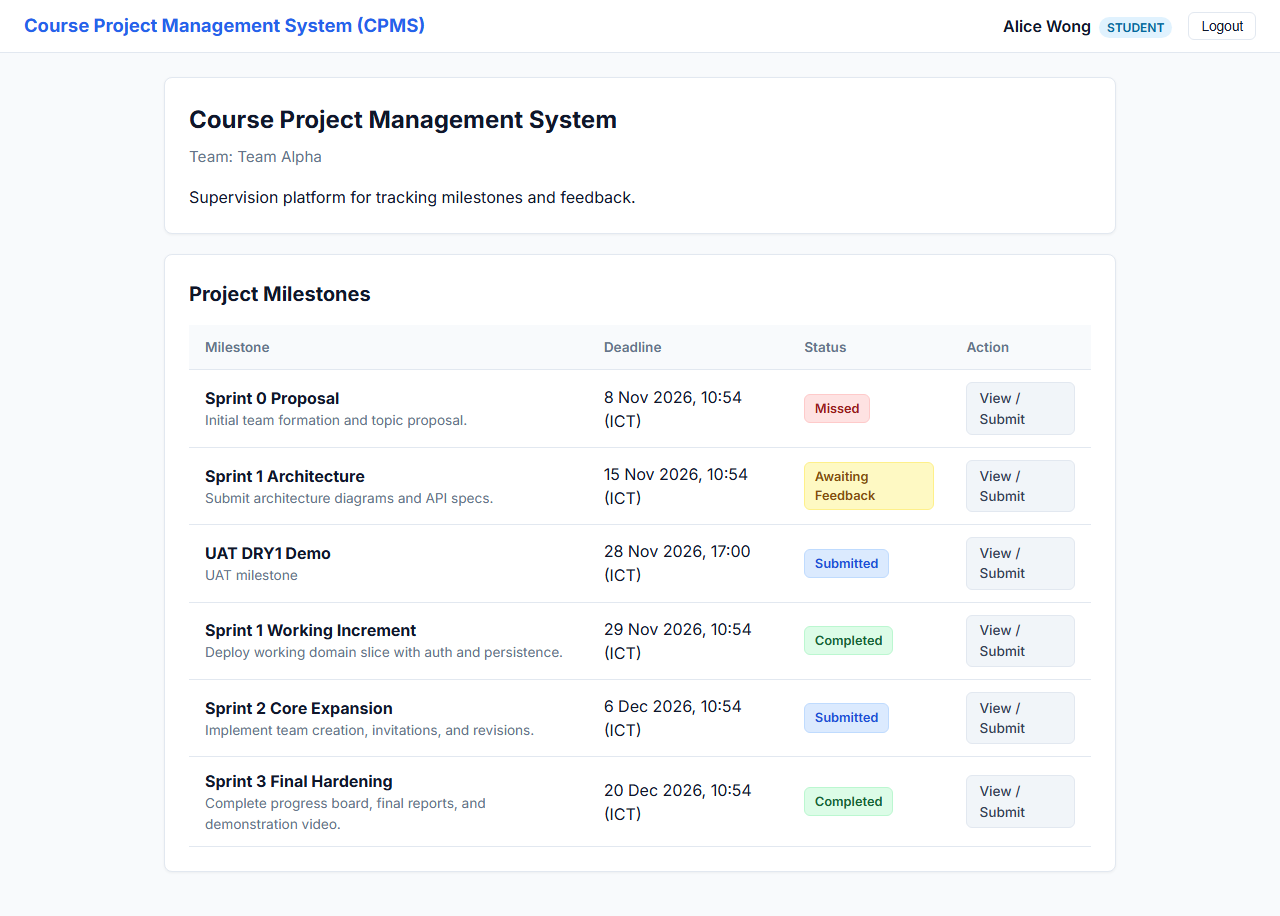 Course Project Management System (CPMS)
Alice Wong STUDENT Logout
Course Project Management System
Team: Team Alpha
Supervision platform for tracking milestones and feedback.
Project Milestones
Milestone Deadline Status Action
Sprint 0 Proposal
Initial team formation and topic proposal.
8 Nov 2026, 10:54
(ICT)
Missed
View /
Submit
Sprint 1 Architecture
Submit architecture diagrams and API specs.
15 Nov 2026, 10:54
(ICT)
Awaiting
Feedback
View /
Submit
UAT DRY1 Demo
UAT milestone
28 Nov 2026, 17:00
(ICT)
Submitted
View /
Submit
Sprint 1 Working Increment
Deploy working domain slice with auth and persistence.
29 Nov 2026, 10:54
(ICT)
Completed
View /
Submit
Sprint 2 Core Expansion
Implement team creation, invitations, and revisions.
6 Dec 2026, 10:54
(ICT)
Submitted
View /
Submit
Sprint 3 Final Hardening
Complete progress board, final reports, and
demonstration video.
20 Dec 2026, 10:54
(ICT)
Completed
View /
Submit